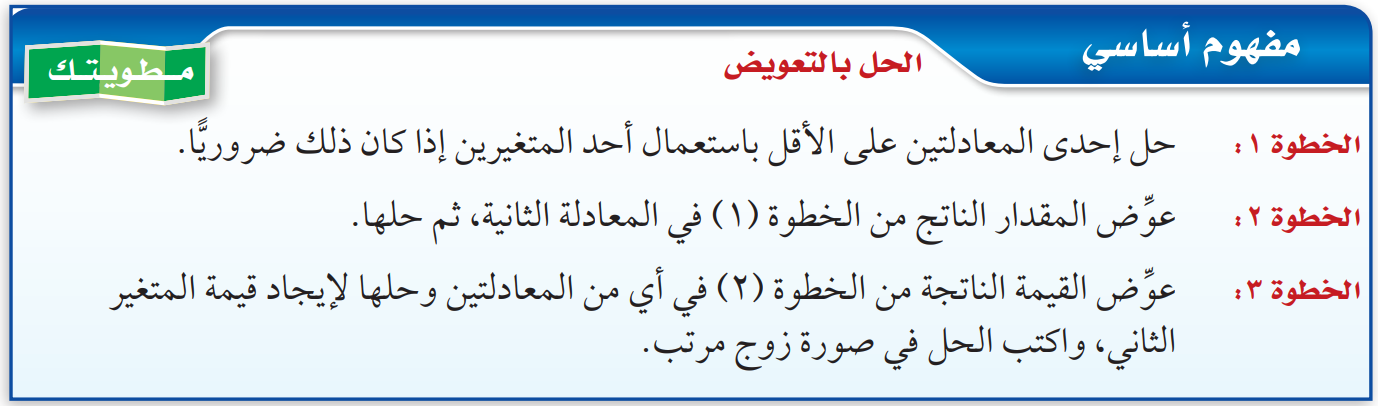 مفهوم أساسي
الحل بالتعويض
مـطويـتـك
الخطوة ١: حل إحدى المعادلتين على الأقل باستعمال أحد المتغيرين إذا كان ذلك ضروريًّا.
الخطوة ٢: عوِّض المقدار الناتج من الخطوة (١) في المعادلة الثانية، ثم حلها.
الخطوة ٣: عوِّض القيمة الناتجة من الخطوة (٢) في أي من المعادلتين وحلها لإيجاد قيمة المتغير
الثاني، واكتب الحل في صورة زوج مرتب.